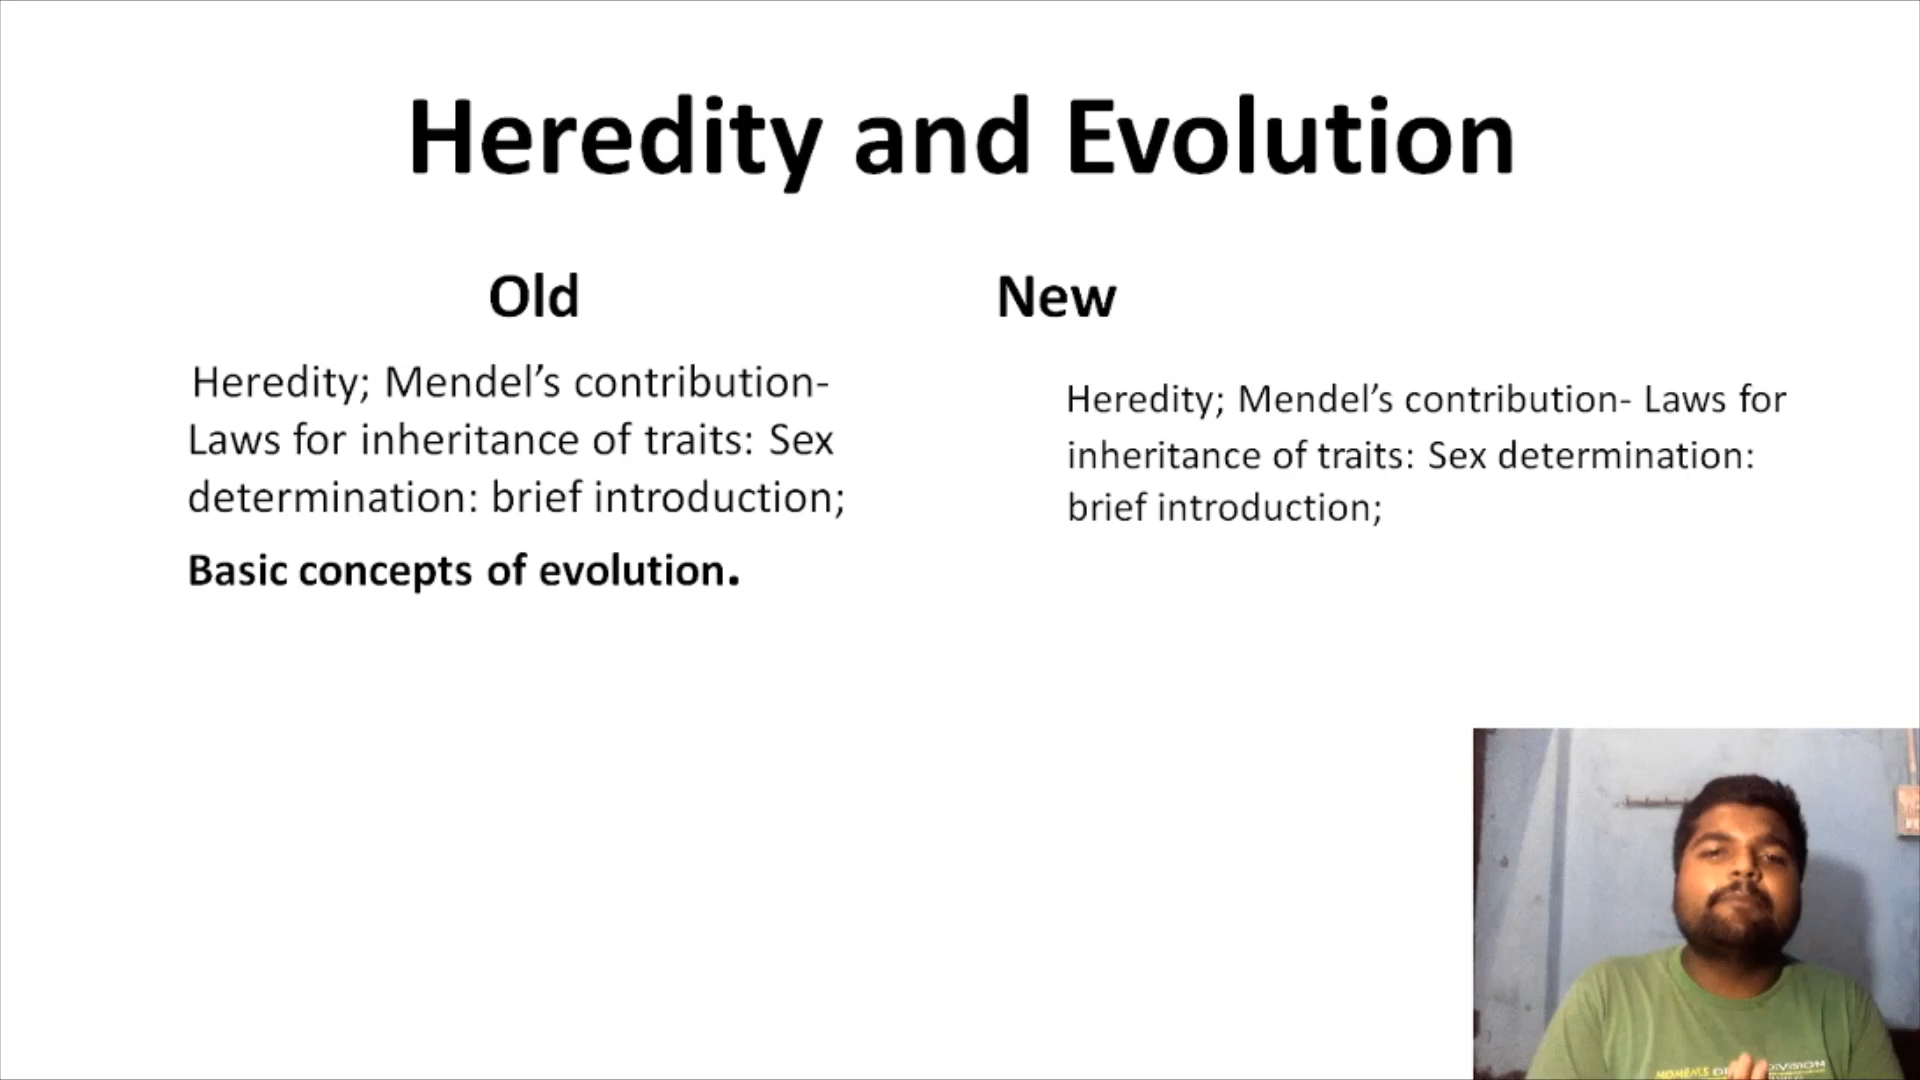 Heredity and Evolution
Old
Heredity; Mendel’s contribution-
Laws for inheritance of traits: Sex
determination: brief introduction;
Basic concepts of evolution.
New
Heredity; Mendel’s contribution- Laws for
inheritance of traits: Sex determination:
brief introduction;
MOMENTS